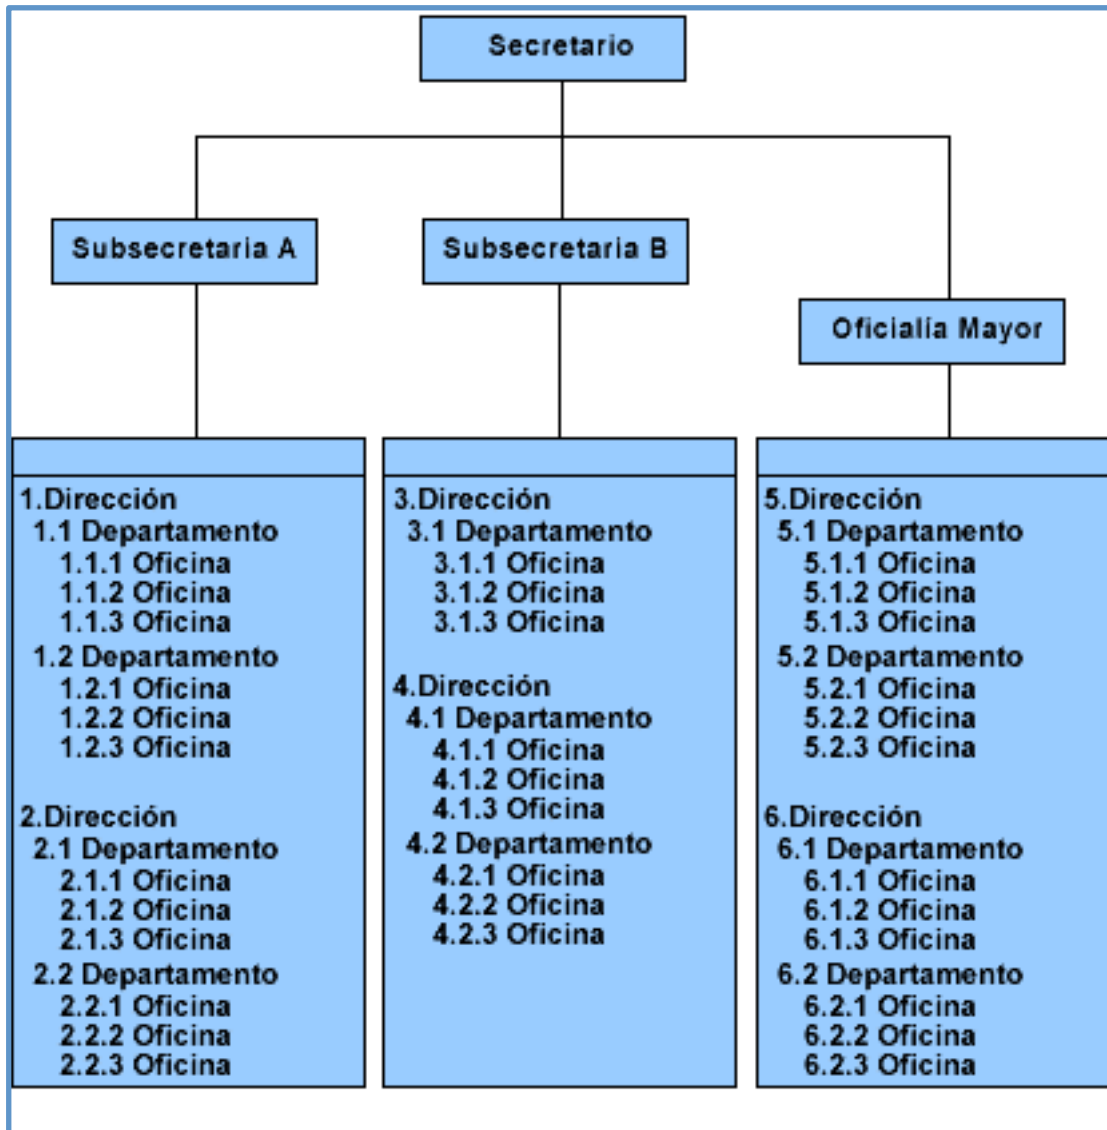 Secretario
Subsecretaria A
Subsecretaria B
Oficialía Mayor
1.Dirección
1.1 Departamento
1.1.1 Oficina
1.1.2 Oficina
1.1.3 Oficina
1.2 Departamento
1.2.1 Oficina
1.2.2 Oficina
1.2.3 Oficina
2.Dirección
2.1 Departamento
2.1.1 Oficina
2.1.2 Oficina
2.1.3 Oficina
2.2 Departamento
2.2.1 Oficina
2.2.2 Oficina
2.2.3 Oficina
3.Dirección
3.1 Departamento
3.1.1 Oficina
3.1.2 Oficina
3.1.3 Oficina
4.Dirección
4.1 Departamento
4.1.1 Oficina
4.1.2 Oficina
4.1.3 Oficina
4.2 Departamento
4.2.1 Oficina
4.2.2 Oficina
4.2.3 Oficina
5.Dirección
5.1 Departamento
5.1.1 Oficina
5.1.2 Oficina
5.1.3 Oficina
5.2 Departamento
5.2.1 Oficina
5.2.2 Oficina
5.2.3 Oficina
6.Dirección
6.1 Departamento
6.1.1 Oficina
6.1.2 Oficina
6.1.3 Oficina
6.2 Departamento
6.2.1 Oficina
6.2.2 Oficina
6.2.3 Oficina